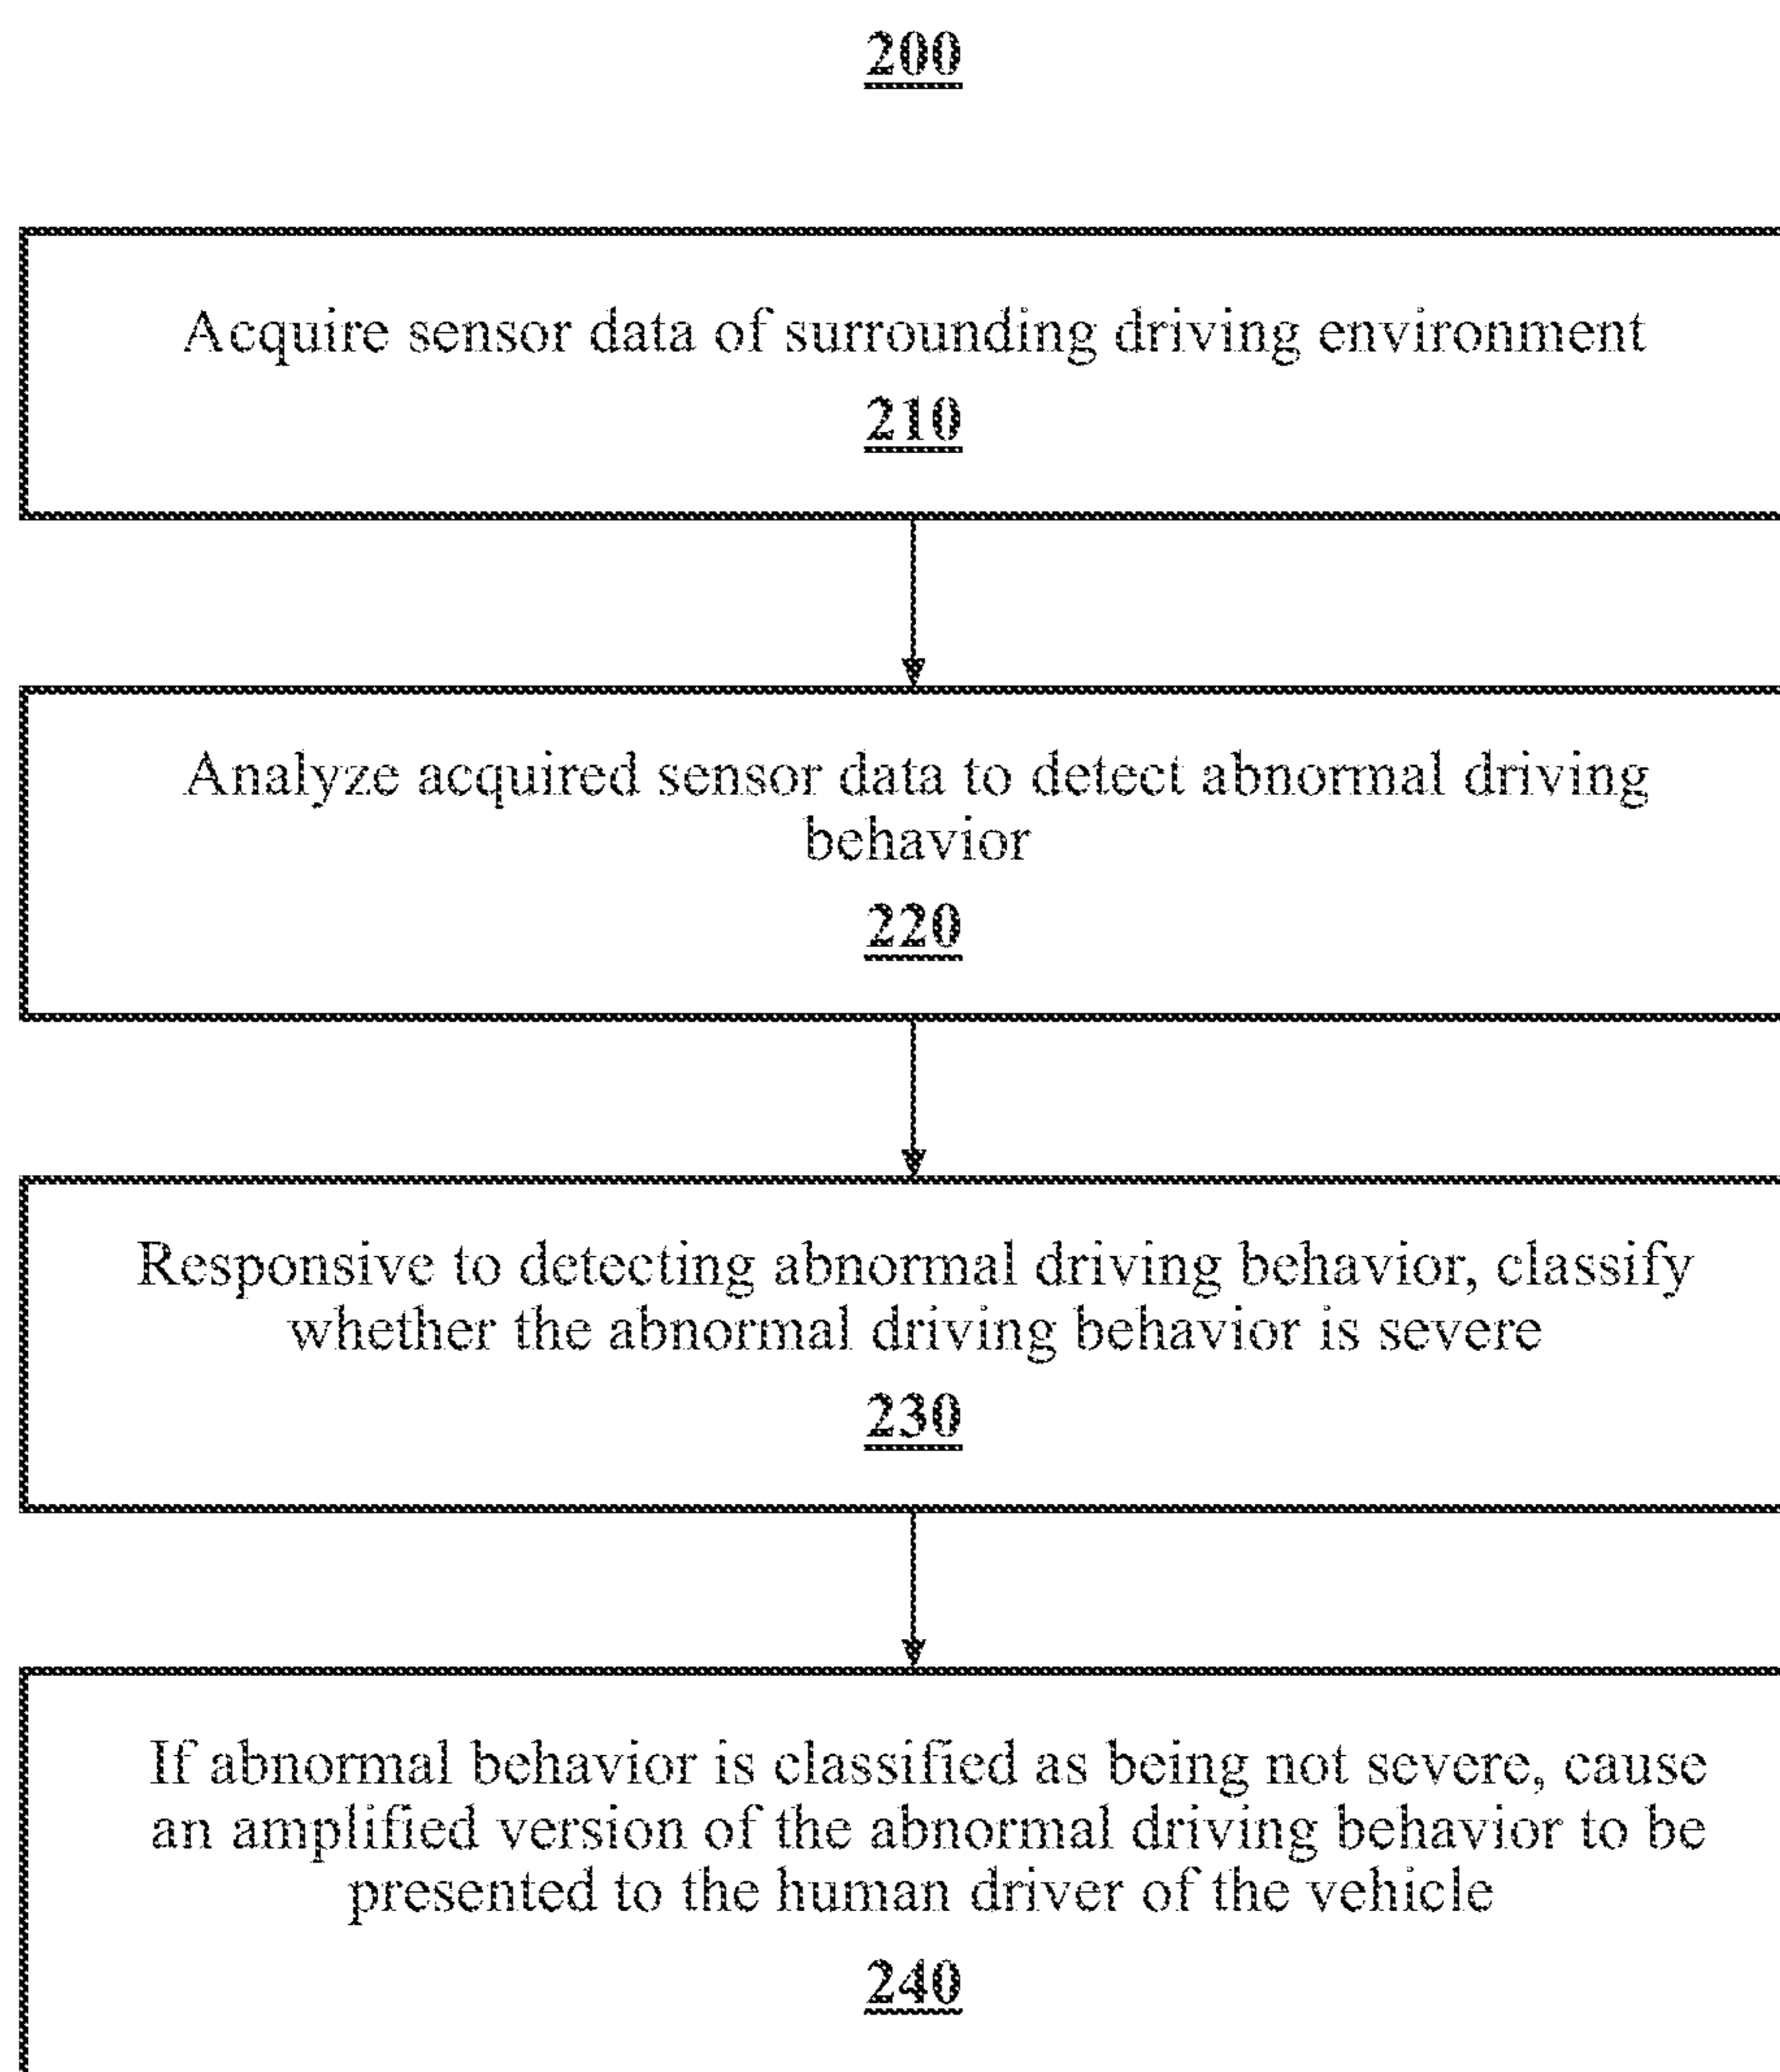 200
Acquire sensor data of surrounding driving environment
210
Analyze acquired sensor data to detect abnormal driving
behavior
220
Responsive to detecting abnormal driving behavior, classify
whether the abnormal driving behavior is severe
230
If abnormal behavior is classified as being not severe, cause
an amplified version of the abnormal driving behavior to be
presented to the human driver of the vehicle
240